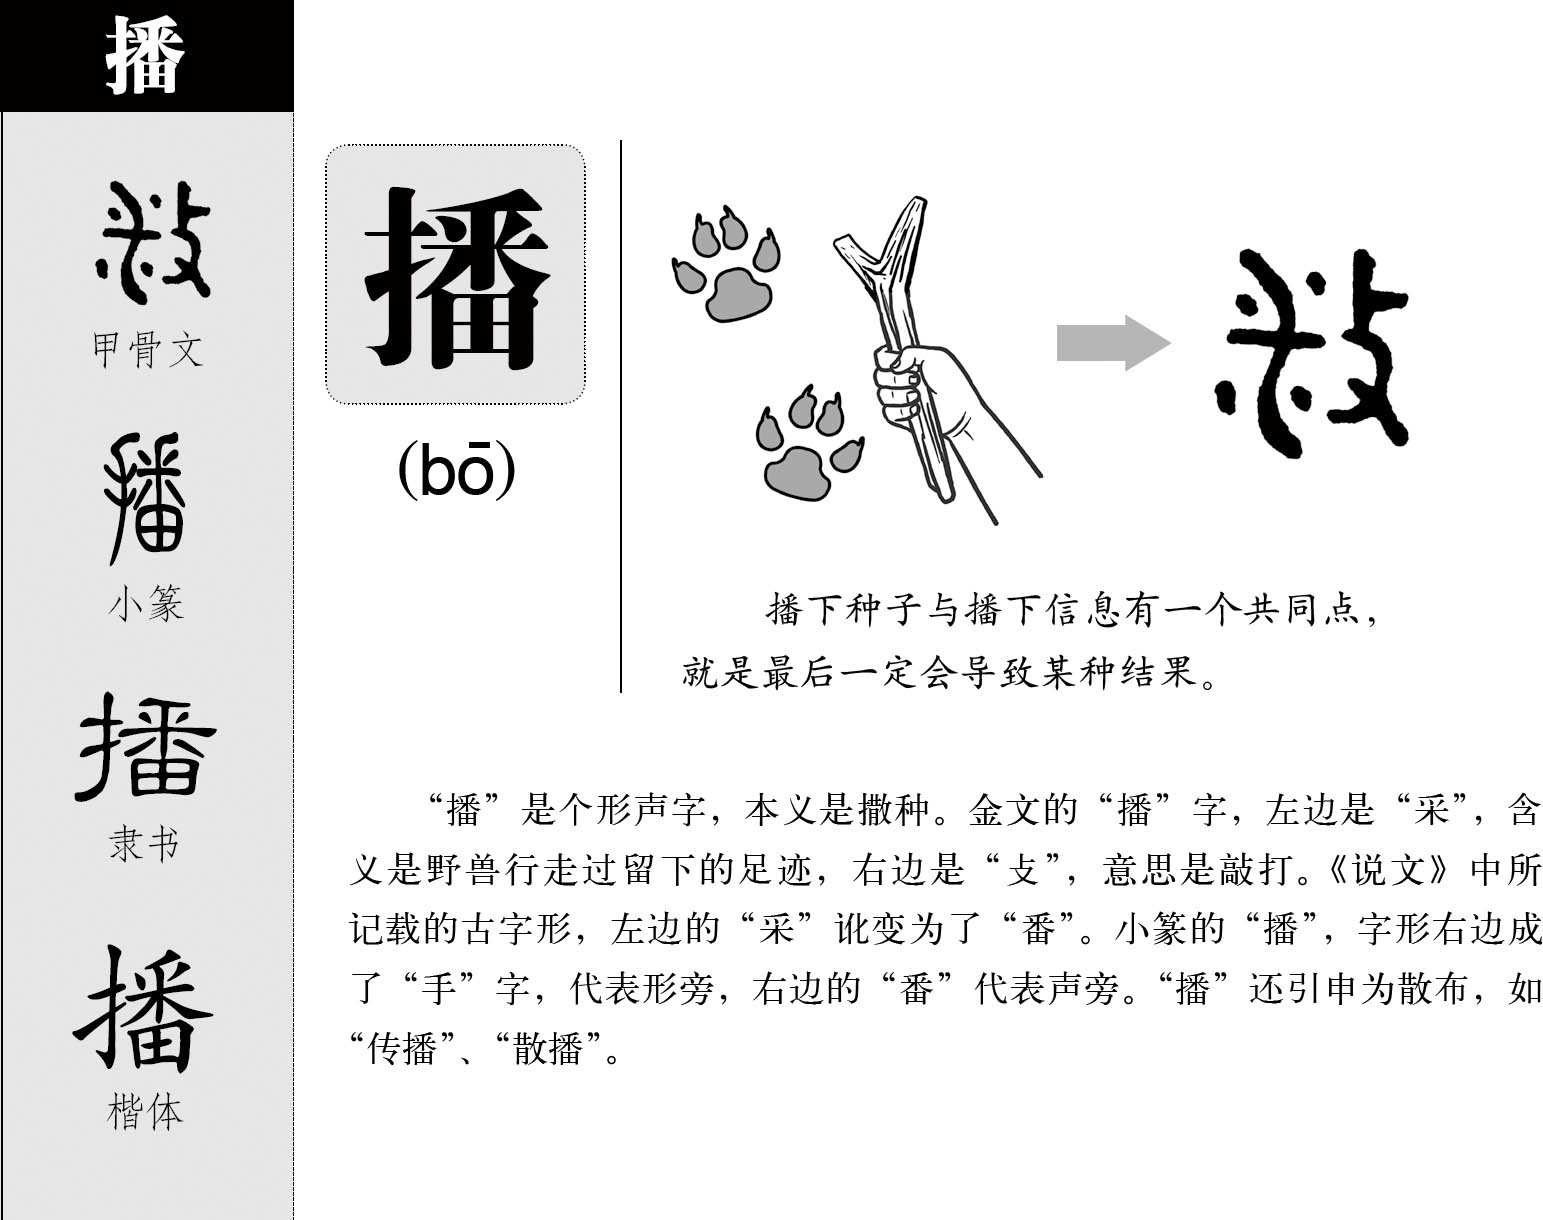 播
甲骨文
小篆
隶书
楷体
播
(bō)
播下种子与播下信息有一个共同点，
就是最后一定会导致某种结果。
“播”是个形声字，本义是撒种。金文的“播”字，左边是“采”，含
义是野兽行走过留下的足迹，右边是“攴”，意思是敲打。《说文》中所
记载的古字形，左边的“采”讹变为了“番”。小篆的“播”，字形右边成
了“手”字，代表形旁，右边的“番”代表声旁。“播”还引申为散布，如
“传播”、“散播”。